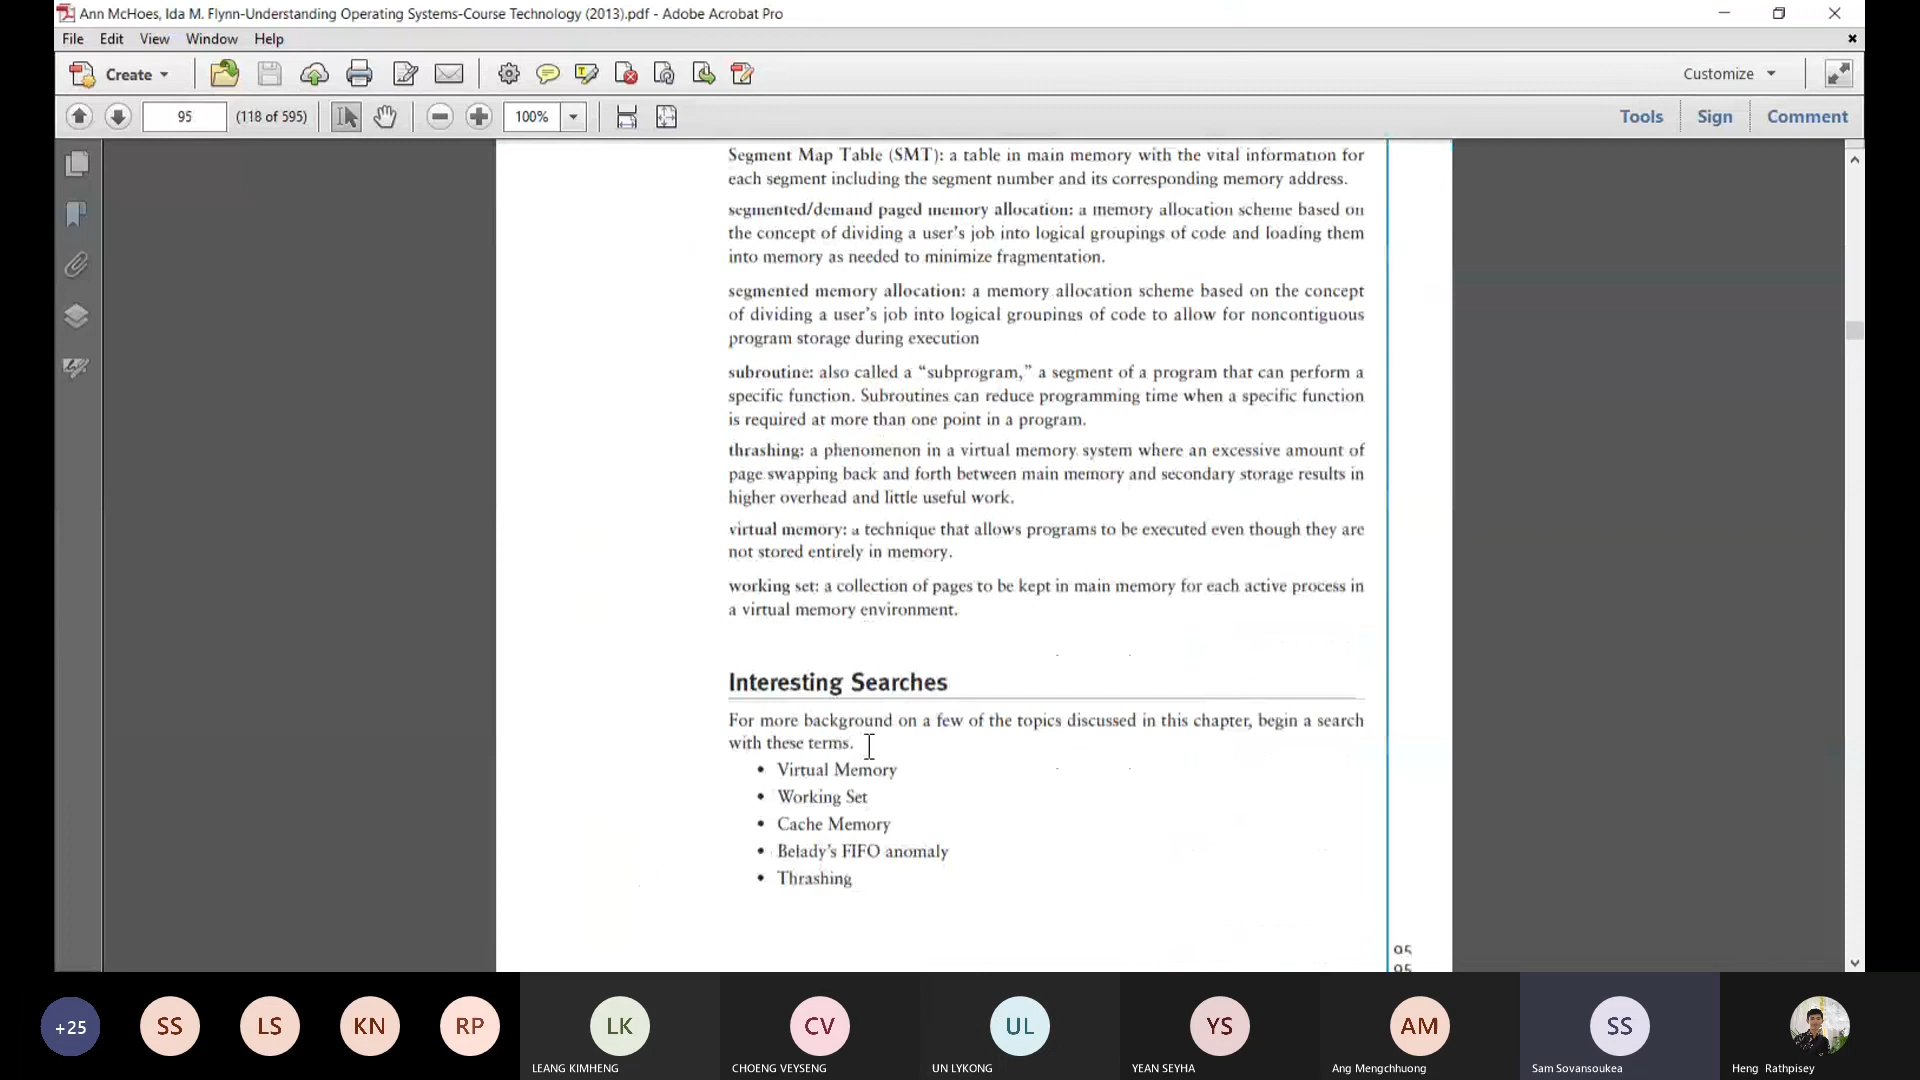 Ann McHoes, Ida M. Flynn-Understanding Operating Systems-Course Technology (2013).pdf - Adobe Acrobat Pro
File Edit View Window Help
Create Customize
95 (118 of 595) 100% Tools Sign Comment
Segment Map Table (SMT): a table in main memory with the vital information for
each segment including the segment number and its corresponding memory address.
segmented/demand paged memory allocation: a memory allocation scheme based on
the concept of dividing a user's job into logical groupings of code and loading them
into memory as needed to minimize fragmentation.
segmented memory allocation: a memory allocation scheme based on the concept
of dividing a user's job into logical groupings of code to allow for noncontiguous
program storage during execution
subroutine: also called a “subprogram,” a segment of a program that can perform a
specific function. Subroutines can reduce programming time when a specific function
is required at more than one point in a program.
thrashing: a phenomenon in a virtual memory system where an excessive amount of
page swapping back and forth between main memory and secondary storage results in
higher overhead and little useful work.
virtual memory: a technique that allows programs to be executed even though they are
not stored entirely in memory.
working set: a collection of pages to be kept in main memory for each active process in
a virtual memory environment.
Interesting Searches
For more background on a few of the topics discussed in this chapter, begin a search
with these terms.
• Virtual Memory
• Working Set
• Cache Memory
• Belady's FIFO anomaly
• Thrashing
95
95
+25 SS LS KN RP LK CV UL YS AM SS
LEANG KIMHENG CHOENG VEYSENG UN LYKONG YEAN SEYHA Ang Mengchhuong Sam Sovansoukea Heng Rathpisey